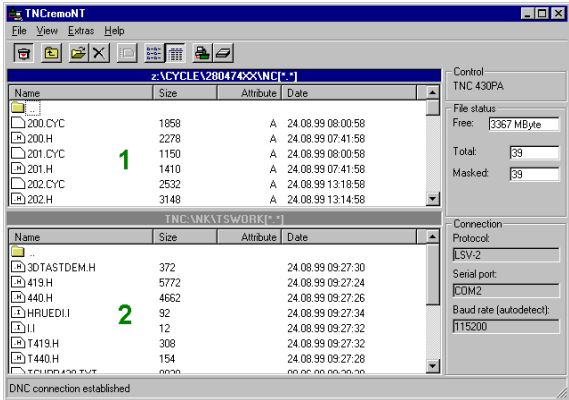 TNCremoNT
File View Extras Help
z:\CYCLE\280474XX\NC[*.*]
Name Size Attribute Date
..
200.CYC 1858 A 24.08.99 08:00:58
200.H 2278 A 24.08.99 07:41:58
201.CYC 1150 A 24.08.99 08:00:58
201.H 1410 A 24.08.99 07:41:58
202.CYC 2532 A 24.08.99 13:18:58
202.H 3148 A 24.08.99 13:14:58
1
Control
TNC 430PA
File status
Free: 3367 MByte
Total: 39
Masked: 39
TNC:\NK\TSWORK[*.*]
Name Size Attribute Date
..
3DTASTDEM.H 372 24.08.99 09:27:30
419.H 5772 24.08.99 09:27:24
440.H 4662 24.08.99 09:27:26
HRUEDI.I 92 24.08.99 09:27:34
I.I 12 24.08.99 09:27:32
T419.H 308 24.08.99 09:27:32
T440.H 154 24.08.99 09:27:28
2
Connection
Protocol:
LSV-2
Serial port:
COM2
Baud rate (autodetect):
115200
DNC connection established